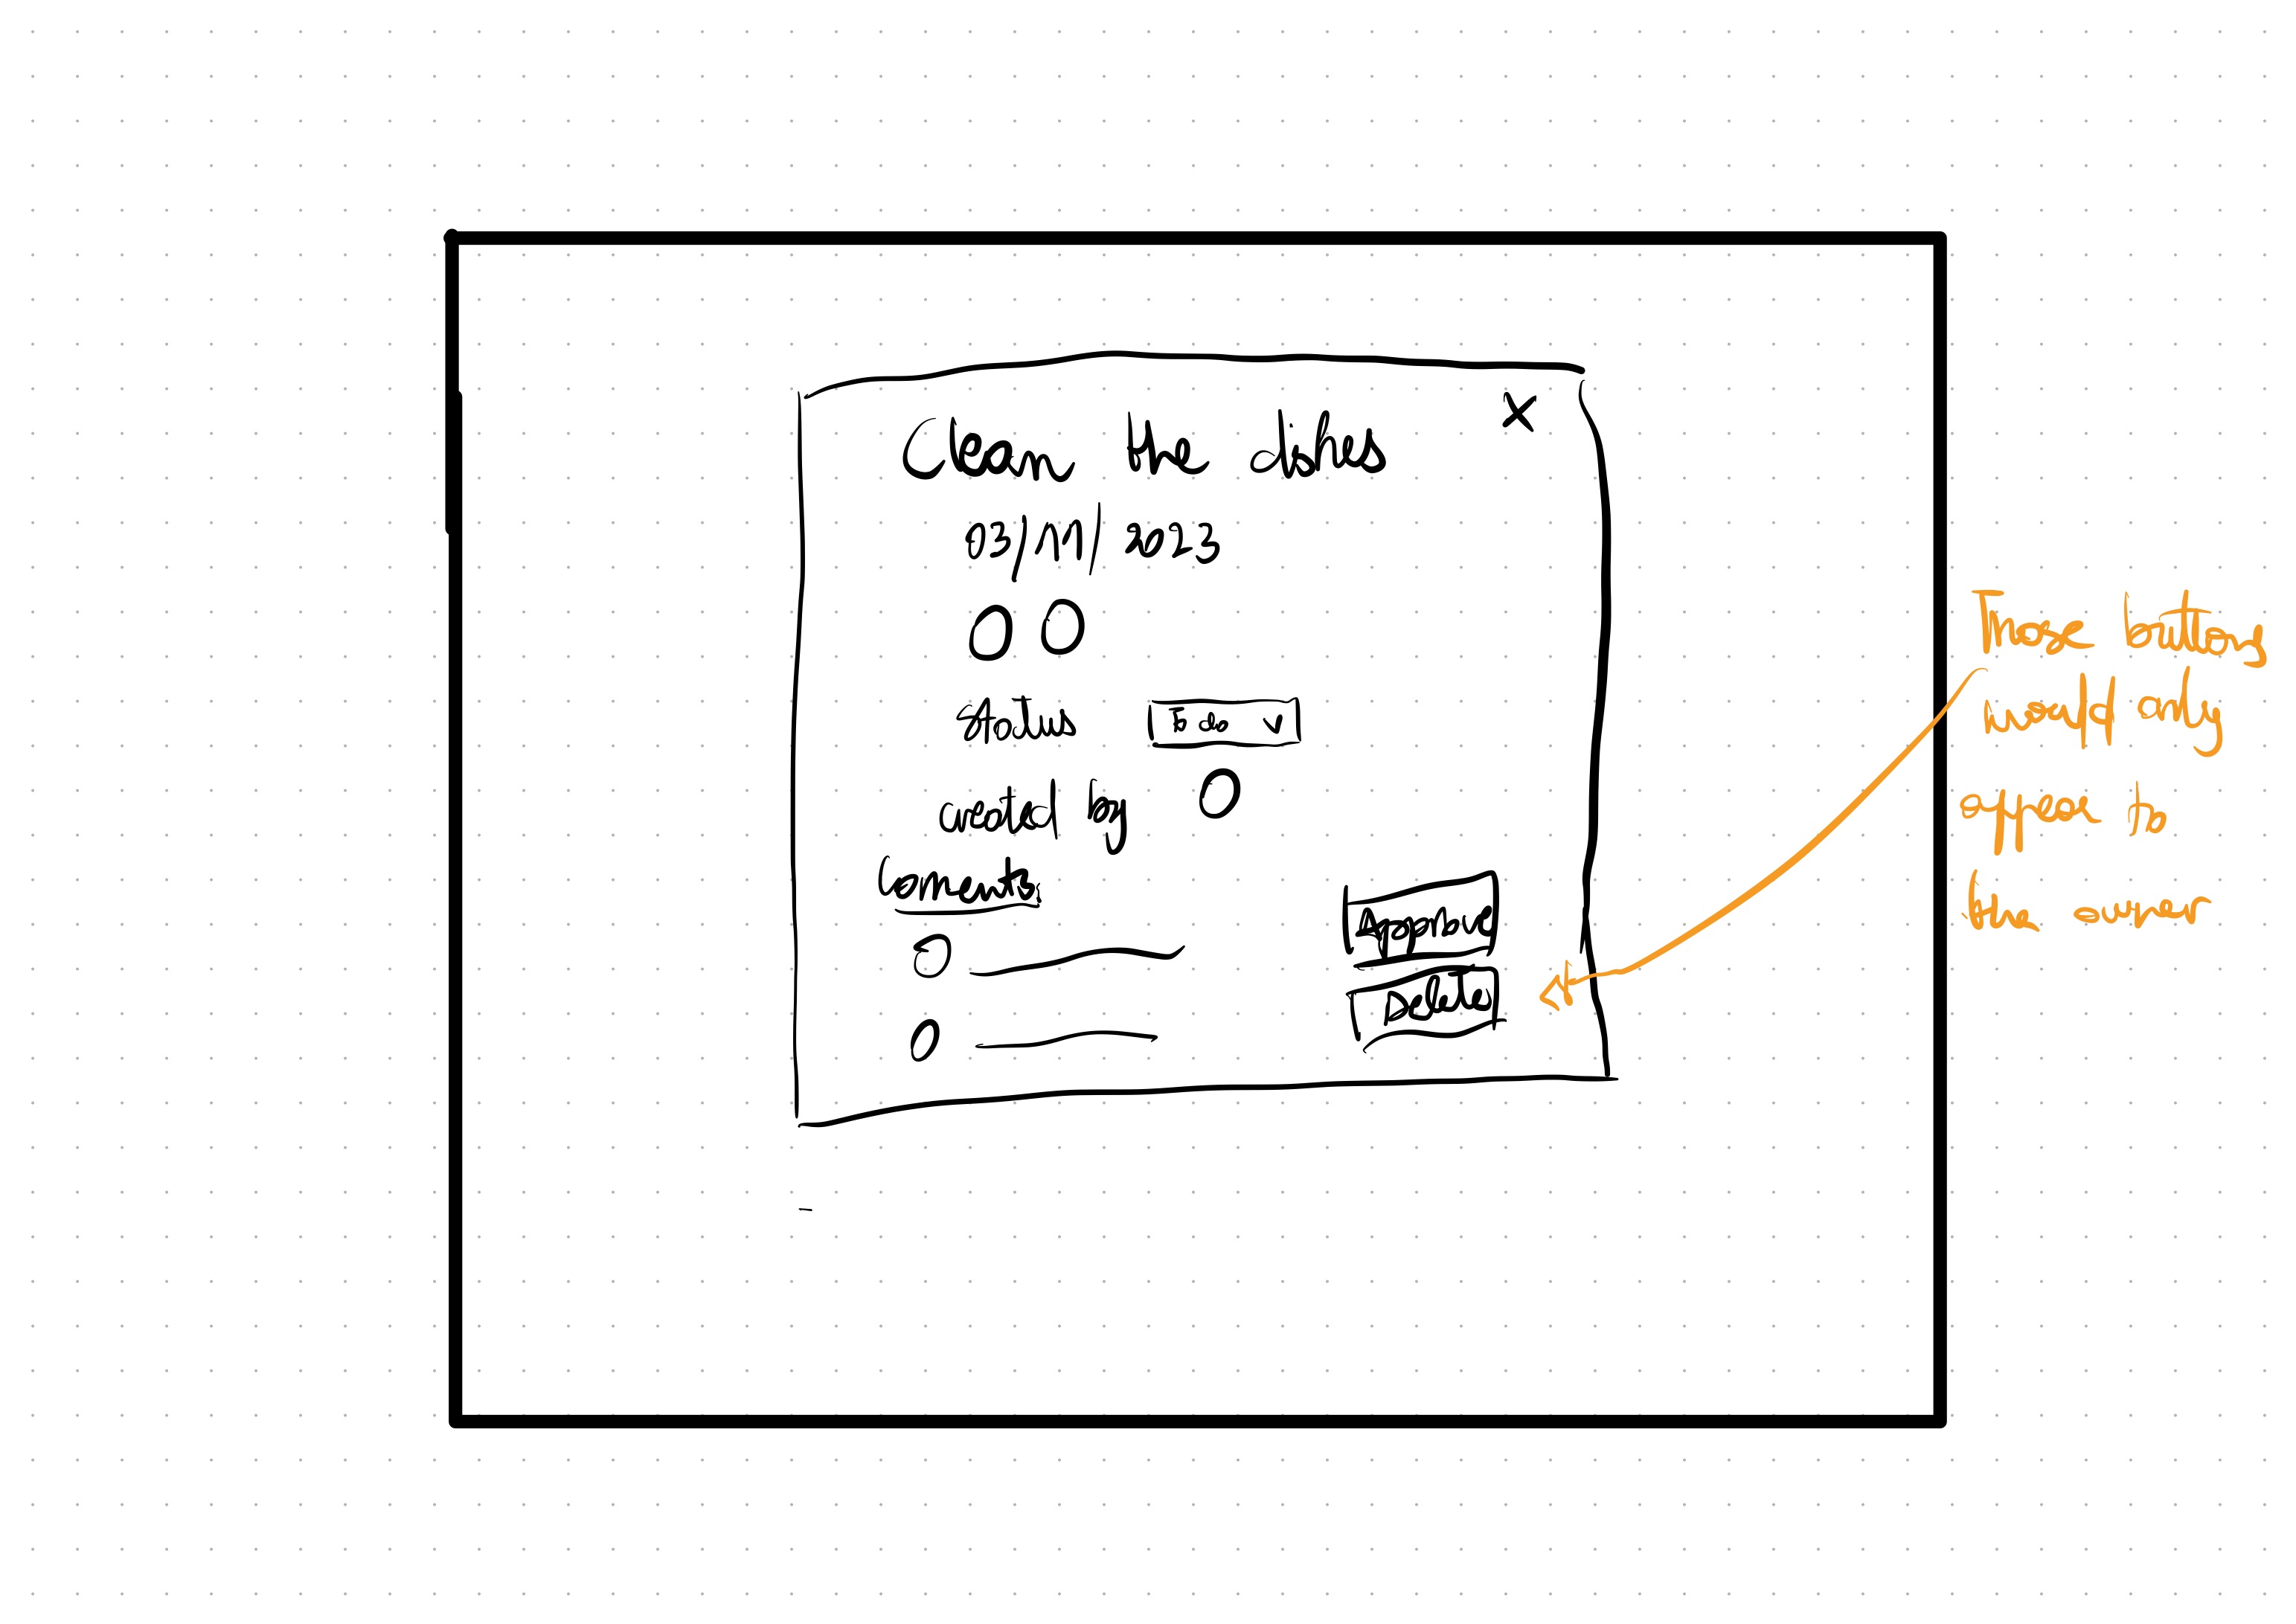 Clean the dishes X
03/11/2023
Status To do
created by
Coments:
Approve
Delete
These buttons
would only
appear to
the owner